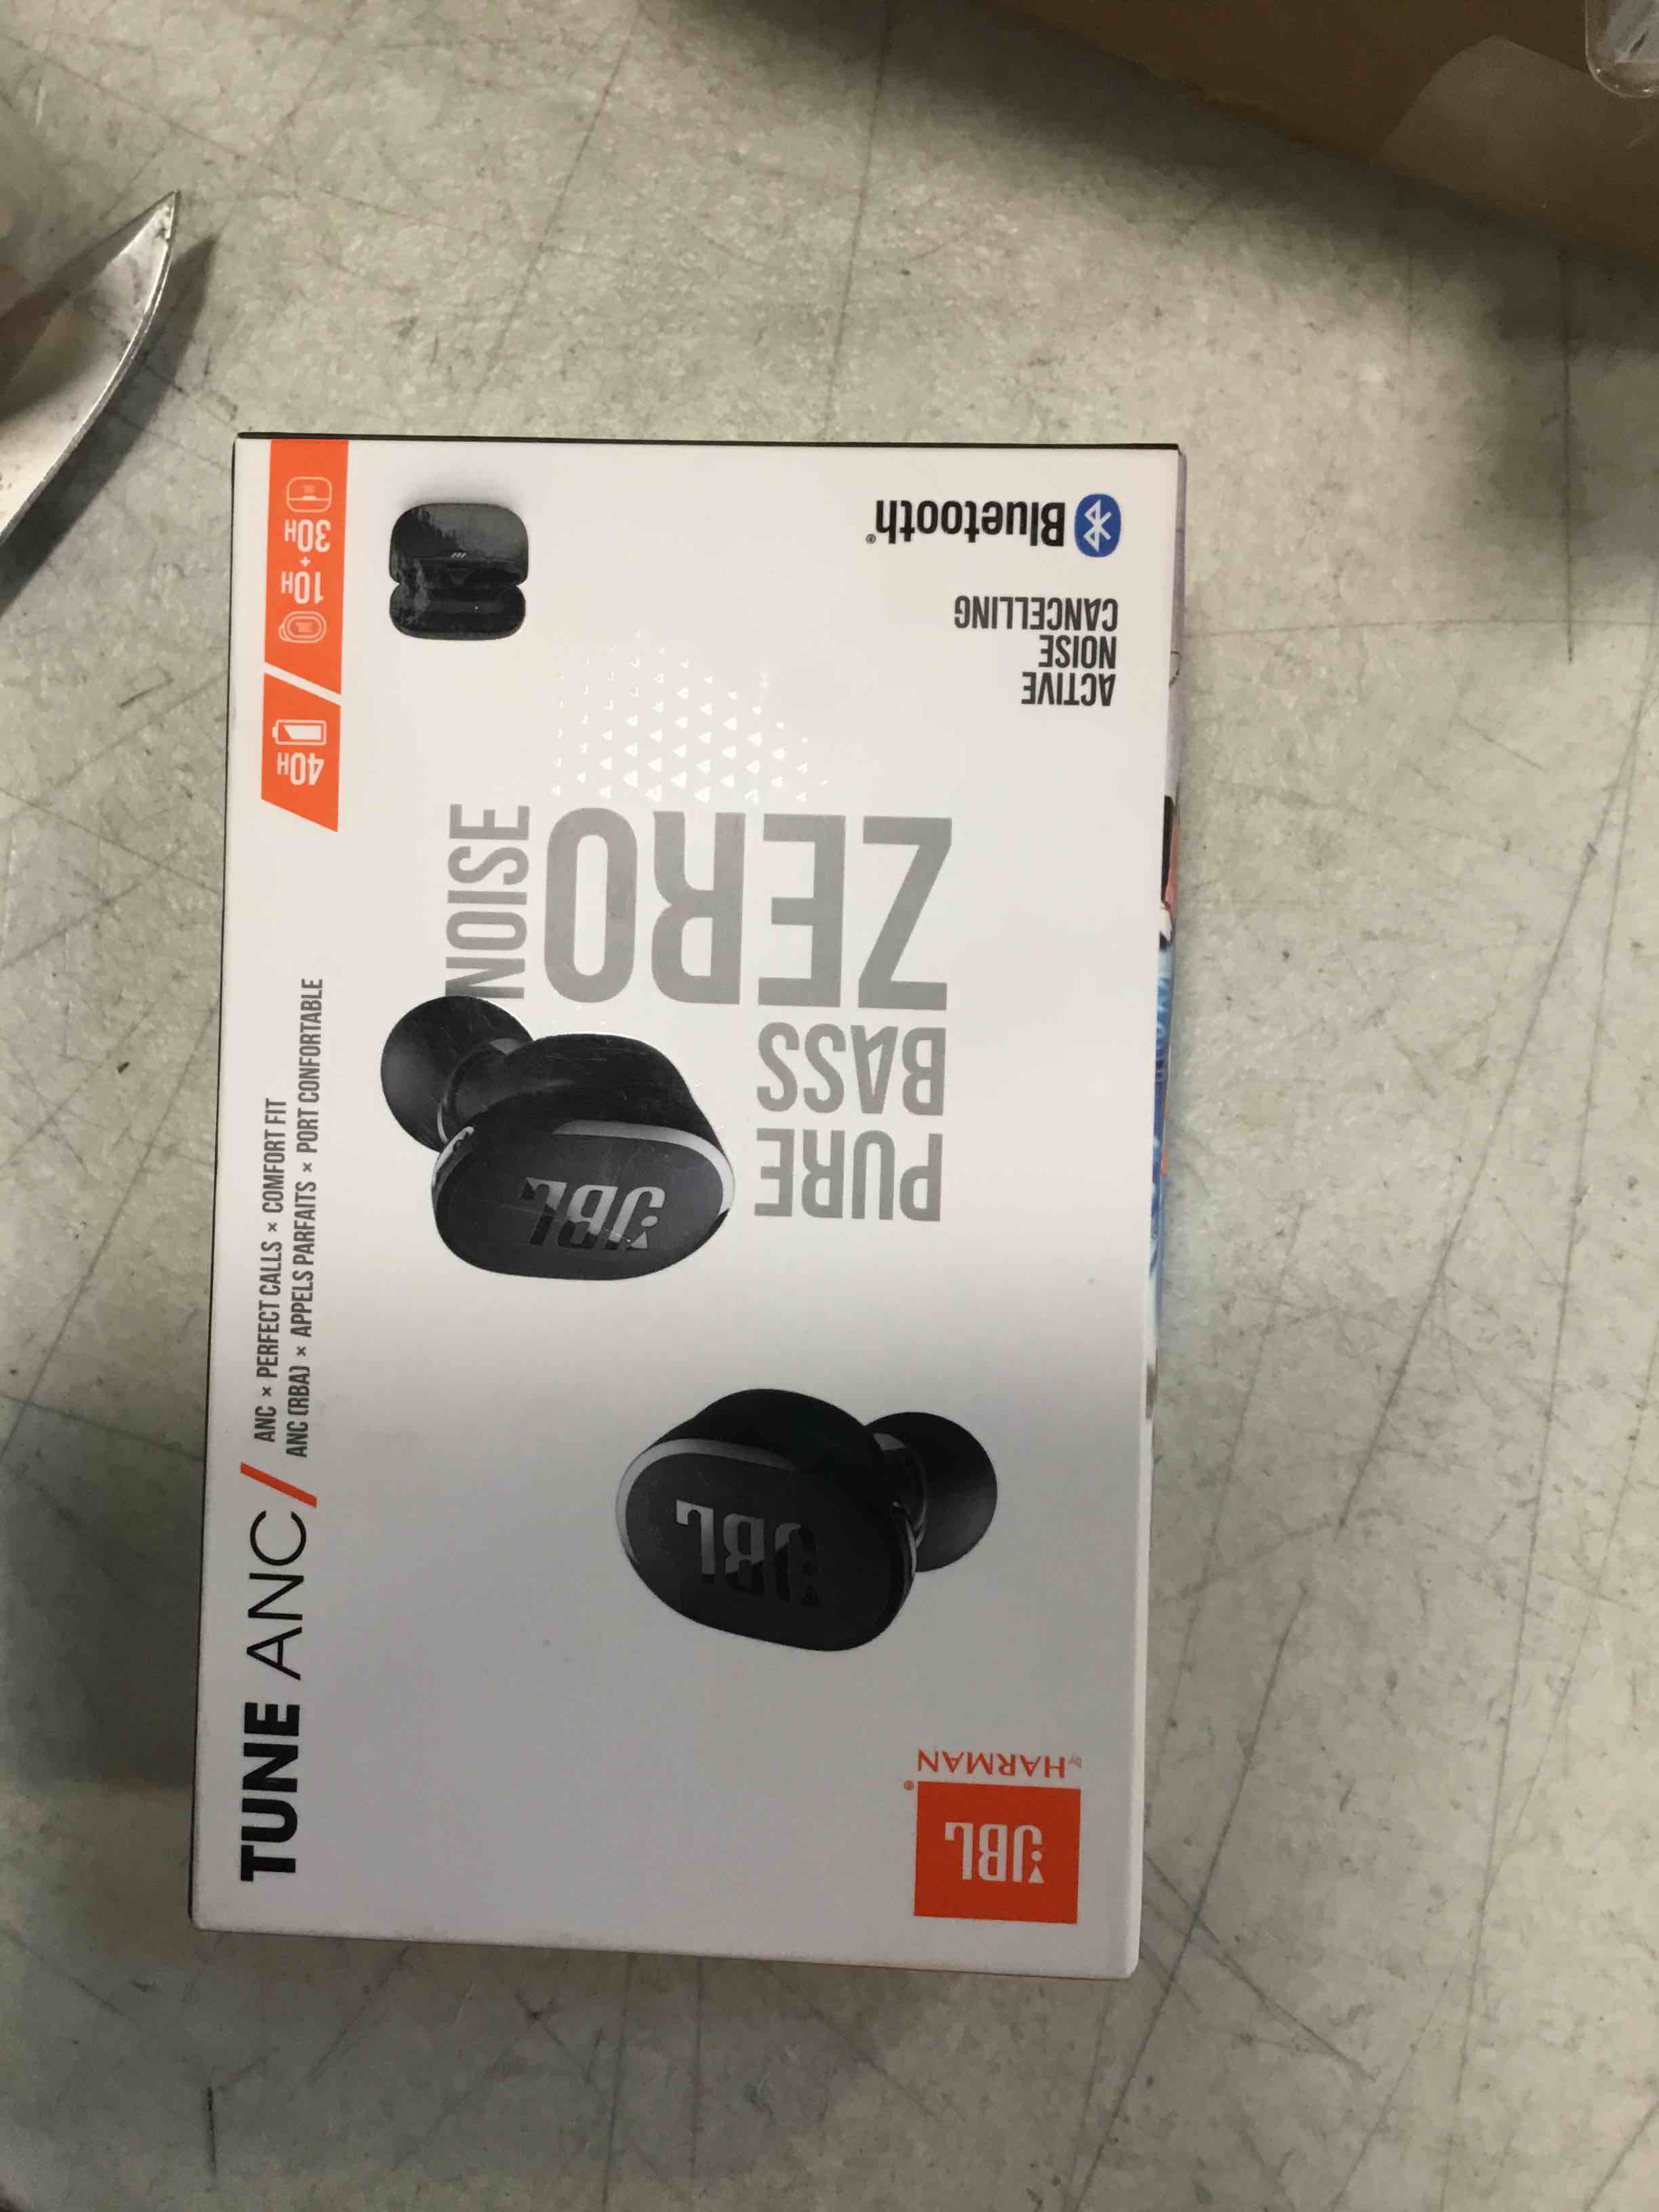 JBL®
by HARMAN
ACTIVE
NOISE
CANCELLING
Bluetooth®
PURE
BASS
ZERO
NOISE
JBL
JBL
TUNE ANC/
ANC × PERFECT CALLS × COMFORT FIT
ANC (RBA) × APPELS PARFAITS × PORT CONFORTABLE
40H
10H + 30H